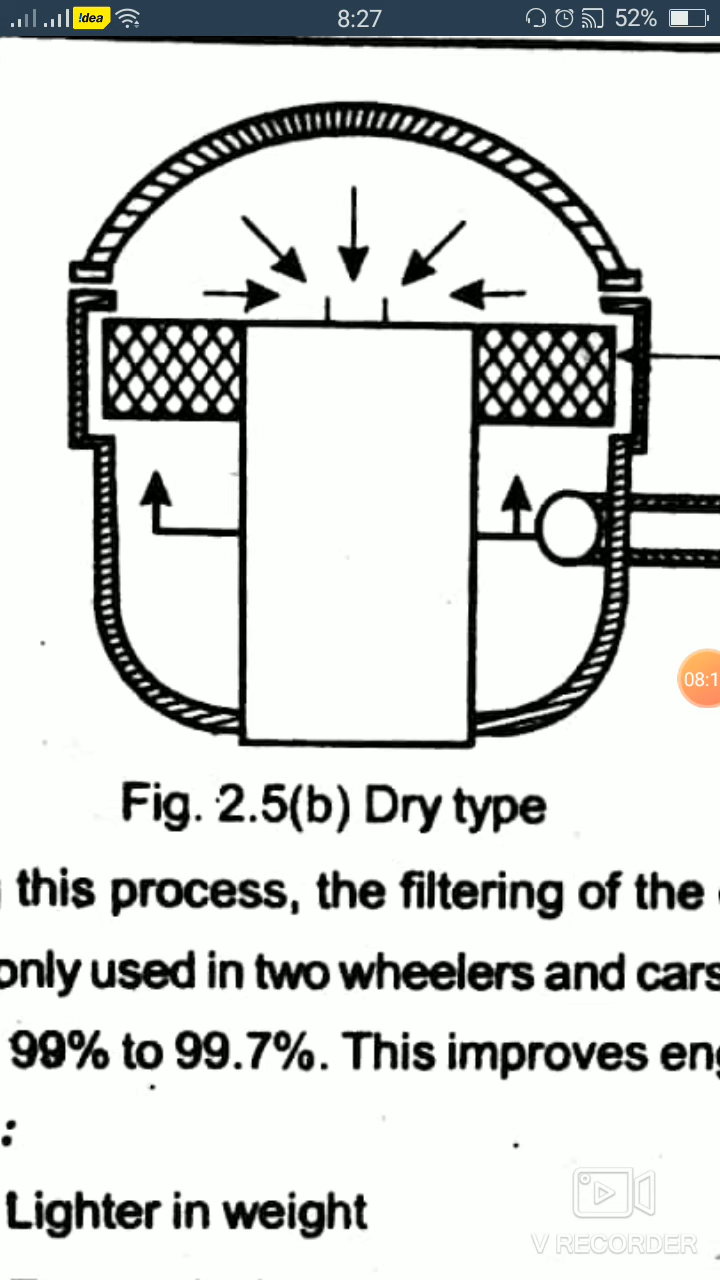 !dea
8:27
52%
08:1
Fig. 2.5(b) Dry type
this process, the filtering of the
only used in two wheelers and cars
99% to 99.7%. This improves eng
:
Lighter in weight
V RECORDER